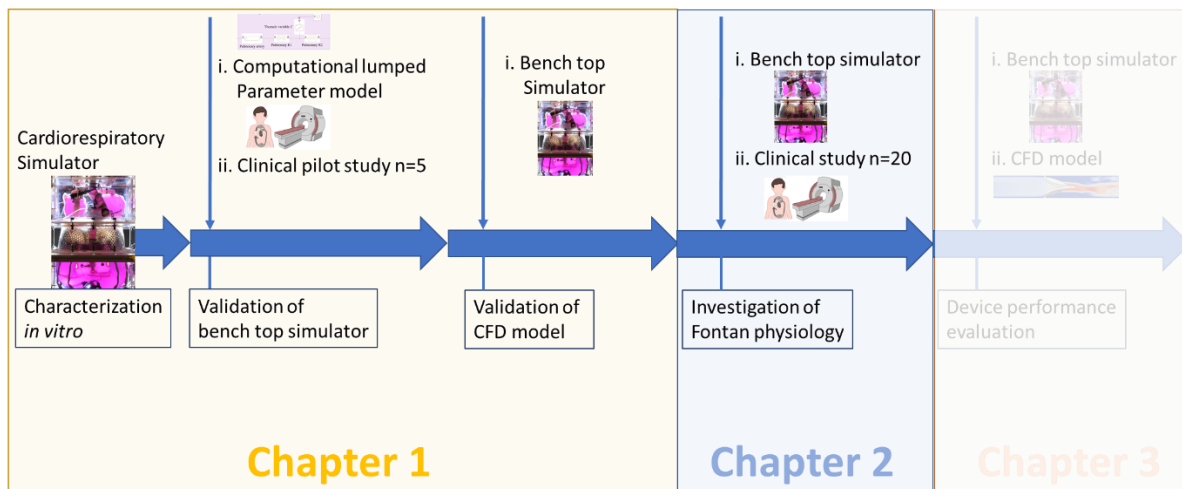 i. Computational lumped
Parameter model
ii. Clinical pilot study n=5
i. Bench top
Simulator
Cardiorespiratory
Simulator
Characterization
in vitro
Validation of
bench top simulator
Validation of
CFD model
Chapter 1
i. Bench top simulator
ii. Clinical study n=20
Investigation of
Fontan physiology
Chapter 2
i. Bench top simulator
ii. CFD model
Device performance
evaluation
Chapter 3